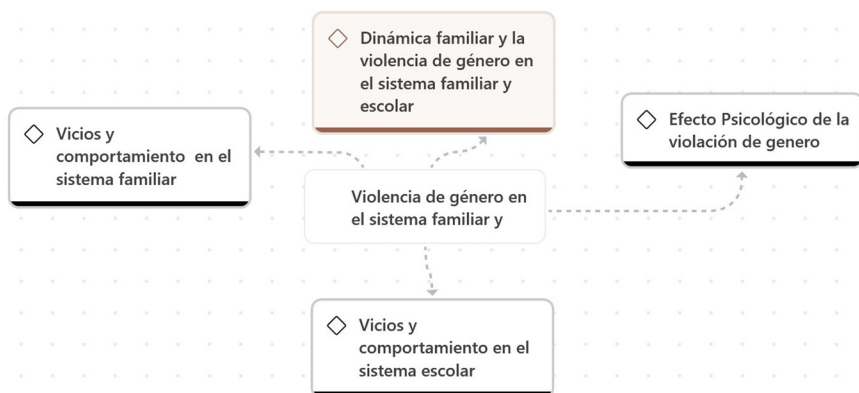 Dinámica familiar y la
violencia de género en
el sistema familiar y
escolar
Vicios y
comportamiento en el
sistema familiar
Efecto Psicológico de la
violación de genero
Violencia de género en
el sistema familiar y
Vicios y
comportamiento en el
sistema escolar